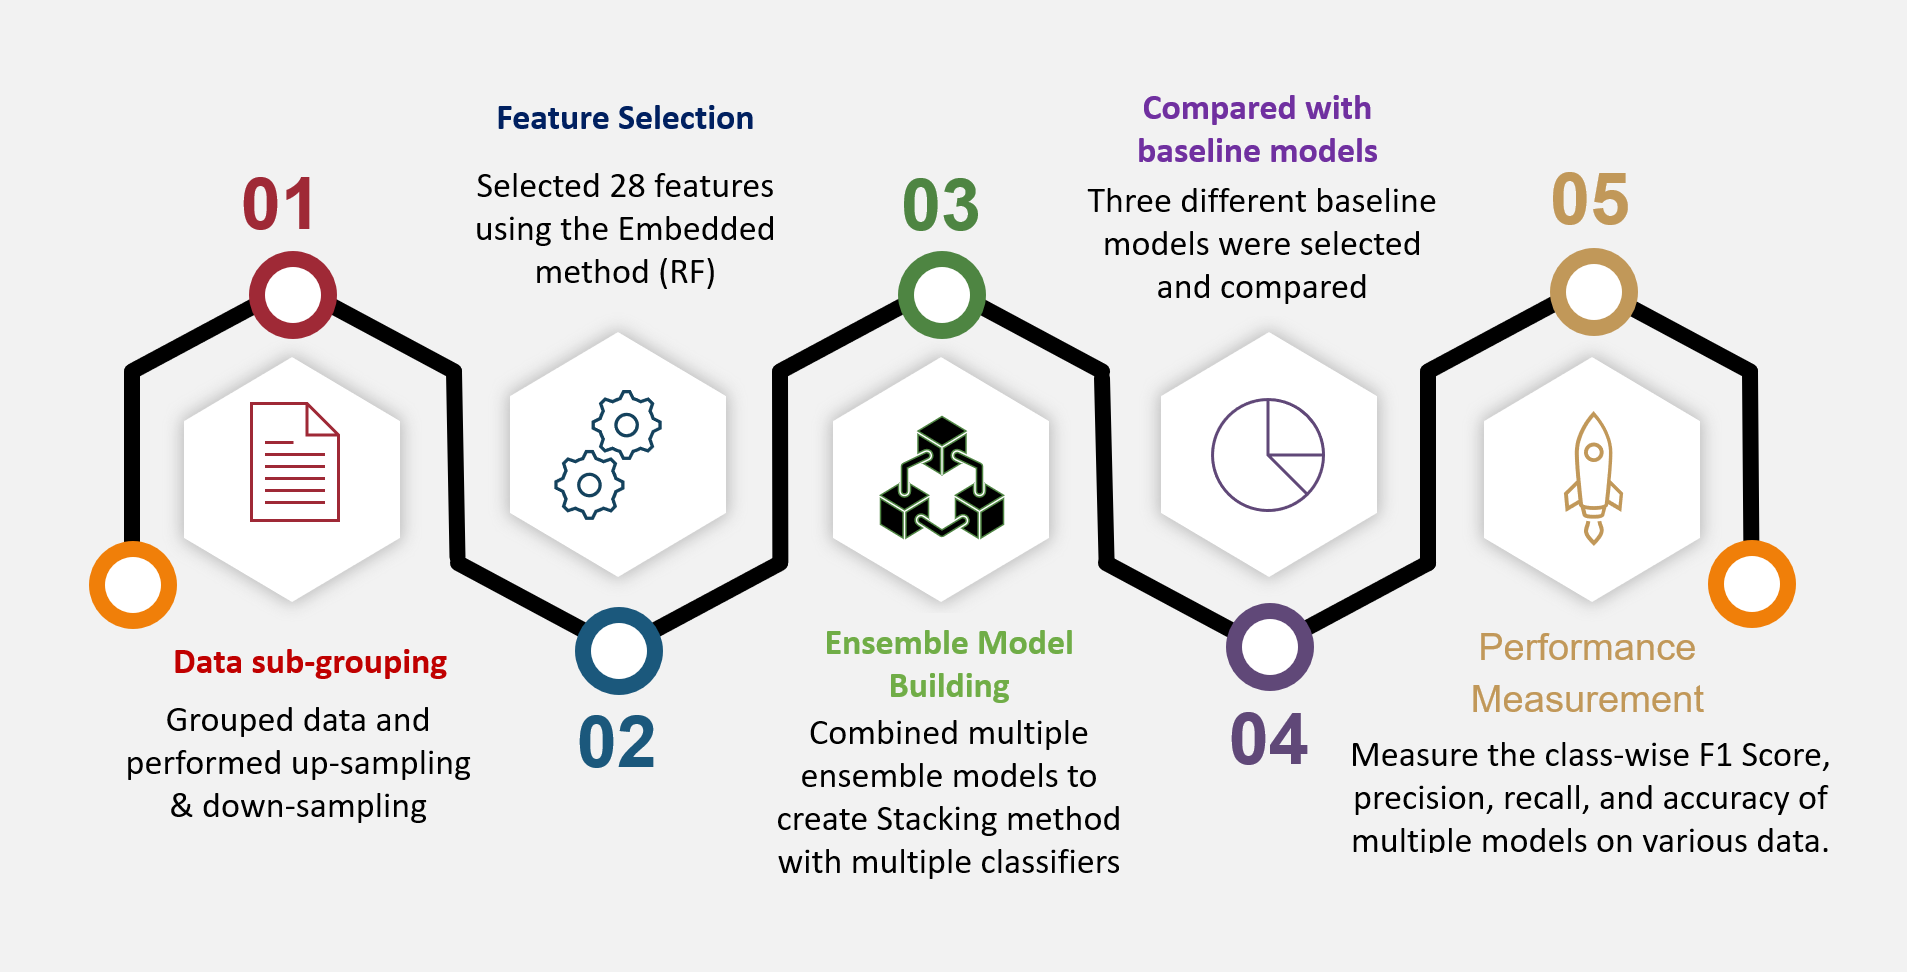 01
Data sub-grouping
Grouped data and
performed up-sampling
& down-sampling
Feature Selection
Selected 28 features
using the Embedded
method (RF)
02
03
Ensemble Model
Building
Combined multiple
ensemble models to
create Stacking method
with multiple classifiers
Compared with
baseline models
Three different baseline
models were selected
and compared
04
05
Performance
Measurement
Measure the class-wise F1 Score,
precision, recall, and accuracy of
multiple models on various data.